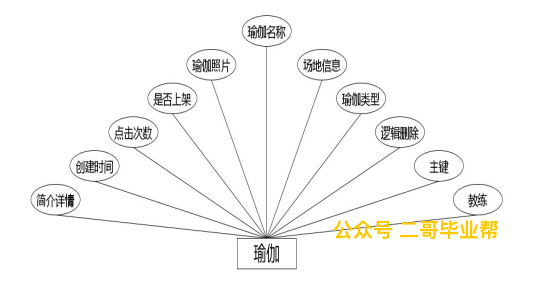 瑜伽名称
瑜伽照片
场地信息
是否上架
瑜伽类型
点击次数
逻辑删除
创建时间
主键
简介详情
教练
公众号 二哥毕业帮
瑜伽